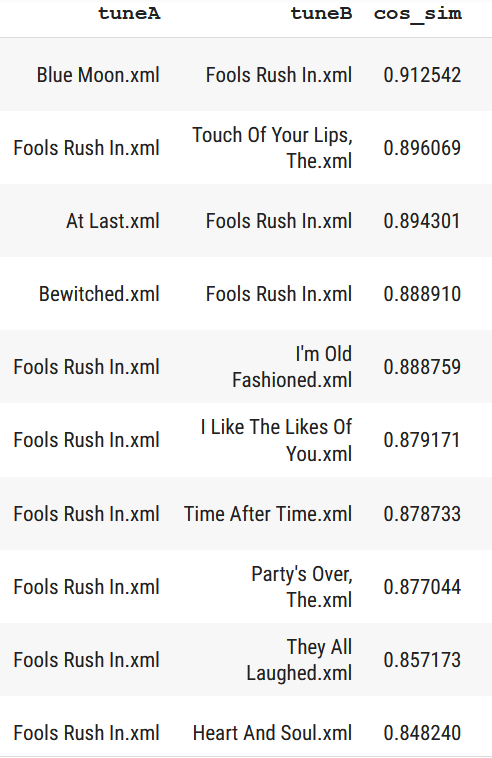 tuneA tuneB cos_sim
Blue Moon.xml Fools Rush In.xml 0.912542
Fools Rush In.xml Touch Of Your Lips, The.xml 0.896069
At Last.xml Fools Rush In.xml 0.894301
Bewitched.xml Fools Rush In.xml 0.888910
Fools Rush In.xml I'm Old Fashioned.xml 0.888759
Fools Rush In.xml I Like The Likes Of You.xml 0.879171
Fools Rush In.xml Time After Time.xml 0.878733
Fools Rush In.xml Party's Over, The.xml 0.877044
Fools Rush In.xml They All Laughed.xml 0.857173
Fools Rush In.xml Heart And Soul.xml 0.848240